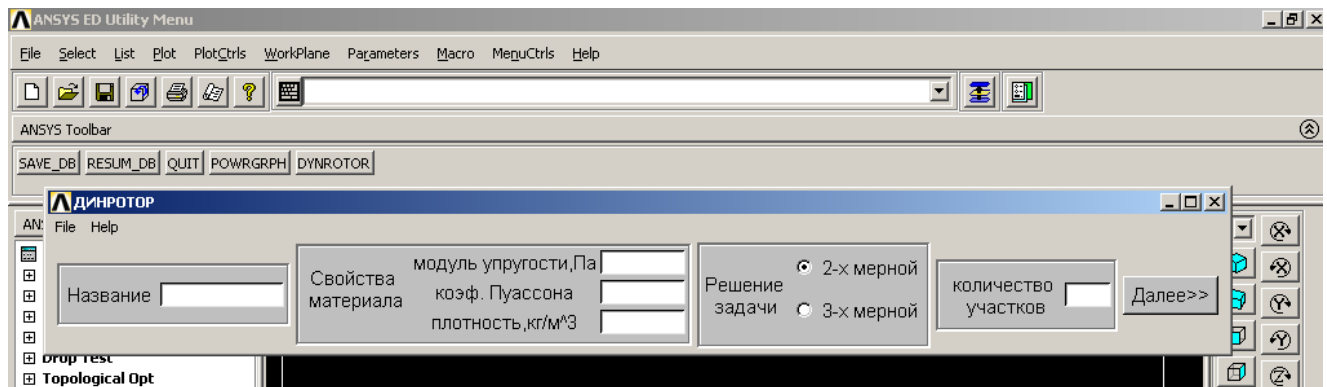 ANSYS ED Utility Menu
File Select List Plot PlotCtrls WorkPlane Parameters Macro MenuCtrls Help
ANSYS Toolbar
SAVE_DB RESUM_DB QUIT POWRGRPH DYNROTOR
ДИНРОТОР
AN
File Help
Название
Свойства
материала
модуль упругости,Па
коэф. Пуассона
плотность,кг/м^3
Решение
задачи
2-х мерной
3-х мерной
количество
участков
Далее>>
Drop Test
Topological Opt